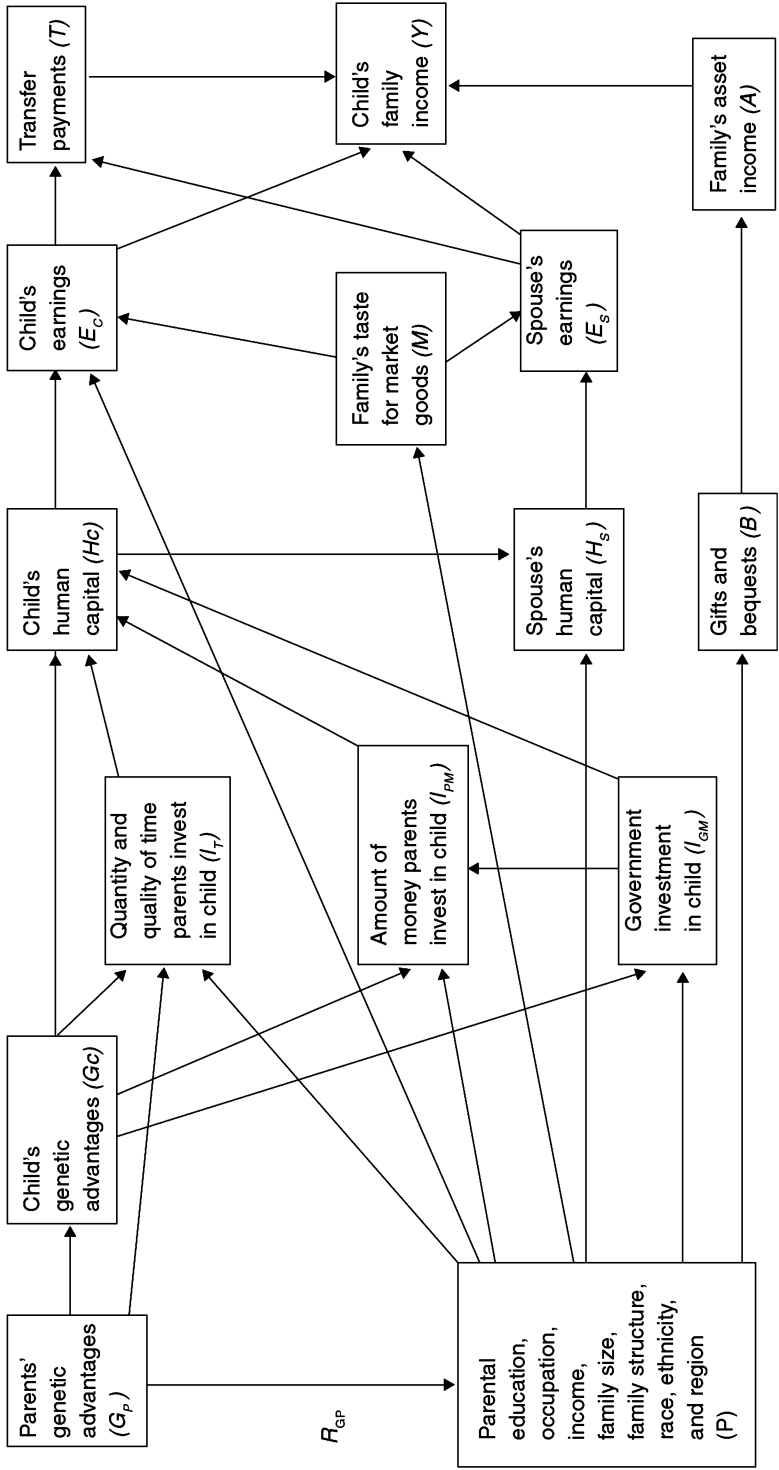 Parents'
genetic
advantages
(G_P)
R_GP
Parental
education,
occupation,
income,
family size,
family structure,
race, ethnicity,
and region
(P)
Child's
genetic
advantages (Gc)
Quantity and
quality of time
parents invest
in child (I_T)
Amount of
money parents
invest in child (I_PM)
Government
investment
in child (I_GM)
Child's
human
capital (Hc)
Spouse's
human
capital (H_s)
Gifts and
bequests (B)
Child's
earnings
(E_c)
Family's taste
for market
goods (M)
Spouse's
earnings
(E_s)
Transfer
payments (T)
Child's
family
income (Y)
Family's asset
income (A)